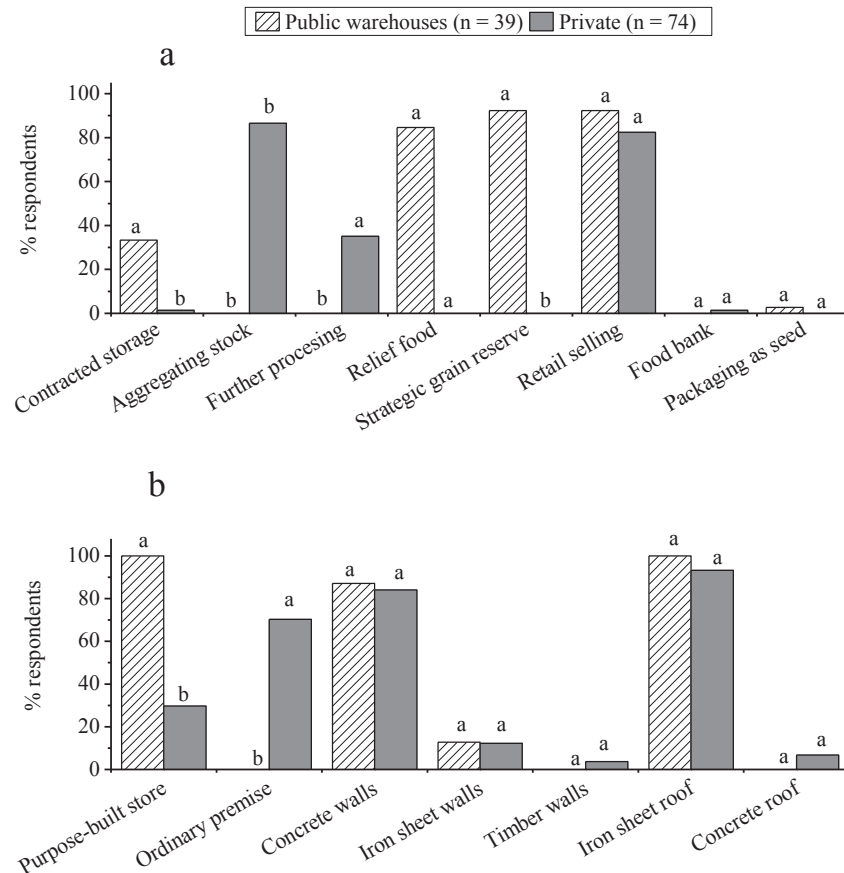 Public warehouses (n = 39) Private (n = 74)
a
% respondents
100
80
60
40
20
0
a b b b b a a a a b a a a a a a
Contracted storage
Aggregating stock
Further procesing
Relief food
Strategic grain reserve
Retail selling
Food bank
Packaging as seed
b
% respondents
100
80
60
40
20
0
a b b a a a a a a a a a a a
Purpose-built store
Ordinary premise
Concrete walls
Iron sheet walls
Timber walls
Iron sheet roof
Concrete roof